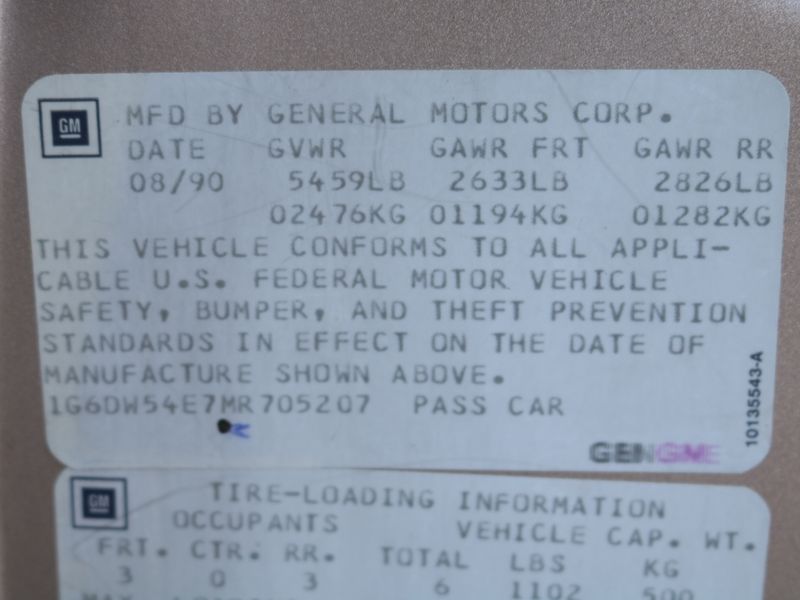 GM
MFD BY GENERAL MOTORS CORP.
DATE GVWR GAWR FRT GAWR RR
08/90 5459LB 2633LB 2826LB
02476KG 01194KG 01282KG
THIS VEHICLE CONFORMS TO ALL APPLI-
CABLE U.S. FEDERAL MOTOR VEHICLE
SAFETY, BUMPER, AND THEFT PREVENTION
STANDARDS IN EFFECT ON THE DATE OF
MANUFACTURE SHOWN ABOVE.
1G6DW54E7MR705207 PASS CAR
10135543-A
GENGME
GM
TIRE-LOADING INFORMATION
OCCUPANTS VEHICLE CAP. WT.
FRT. CTR. RR. TOTAL LBS KG
3 0 3 6 1102 500